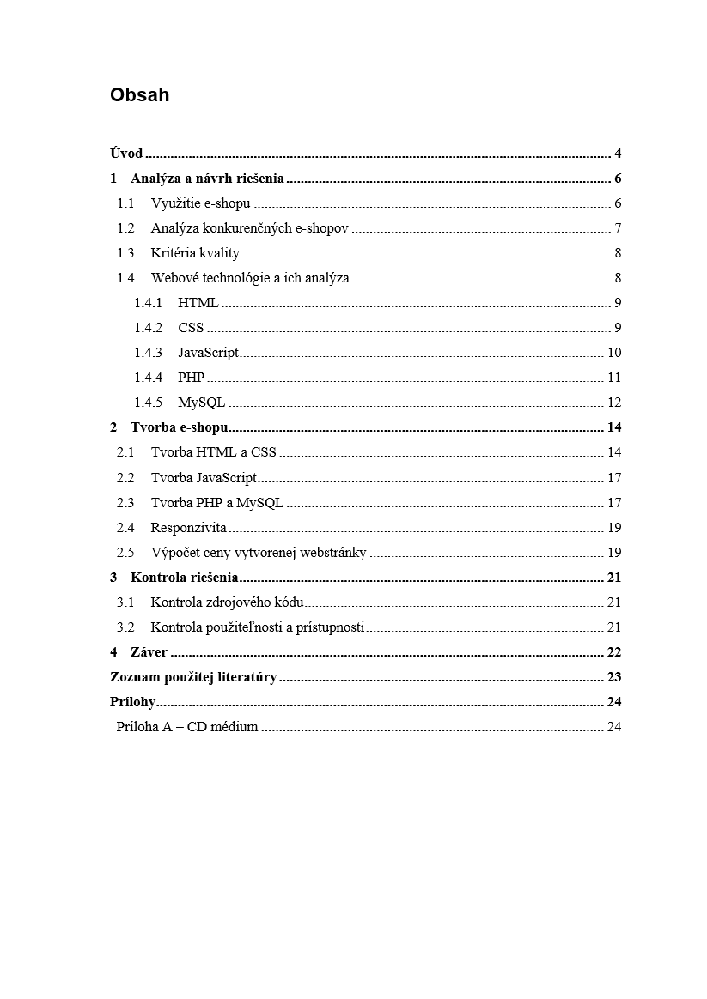 Obsah
Úvod ........................................................................ 4
1 Analýza a návrh riešenia ........................................................................ 6
1.1 Využitie e-shopu ........................................................................ 6
1.2 Analýza konkurenčných e-shopov ........................................................................ 7
1.3 Kritéria kvality ........................................................................ 8
1.4 Webové technológie a ich analýza ........................................................................ 8
1.4.1 HTML ........................................................................ 9
1.4.2 CSS ........................................................................ 9
1.4.3 JavaScript ........................................................................ 10
1.4.4 PHP ........................................................................ 11
1.4.5 MySQL ........................................................................ 12
2 Tvorba e-shopu ........................................................................ 14
2.1 Tvorba HTML a CSS ........................................................................ 14
2.2 Tvorba JavaScript ........................................................................ 17
2.3 Tvorba PHP a MySQL ........................................................................ 17
2.4 Responzivita ........................................................................ 19
2.5 Výpočet ceny vytvorenej webstránky ........................................................................ 19
3 Kontrola riešenia ........................................................................ 21
3.1 Kontrola zdrojového kódu ........................................................................ 21
3.2 Kontrola použiteľnosti a prístupnosti ........................................................................ 21
4 Záver ........................................................................ 22
Zoznam použitej literatúry ........................................................................ 23
Prílohy ........................................................................ 24
Príloha A – CD médium ........................................................................ 24